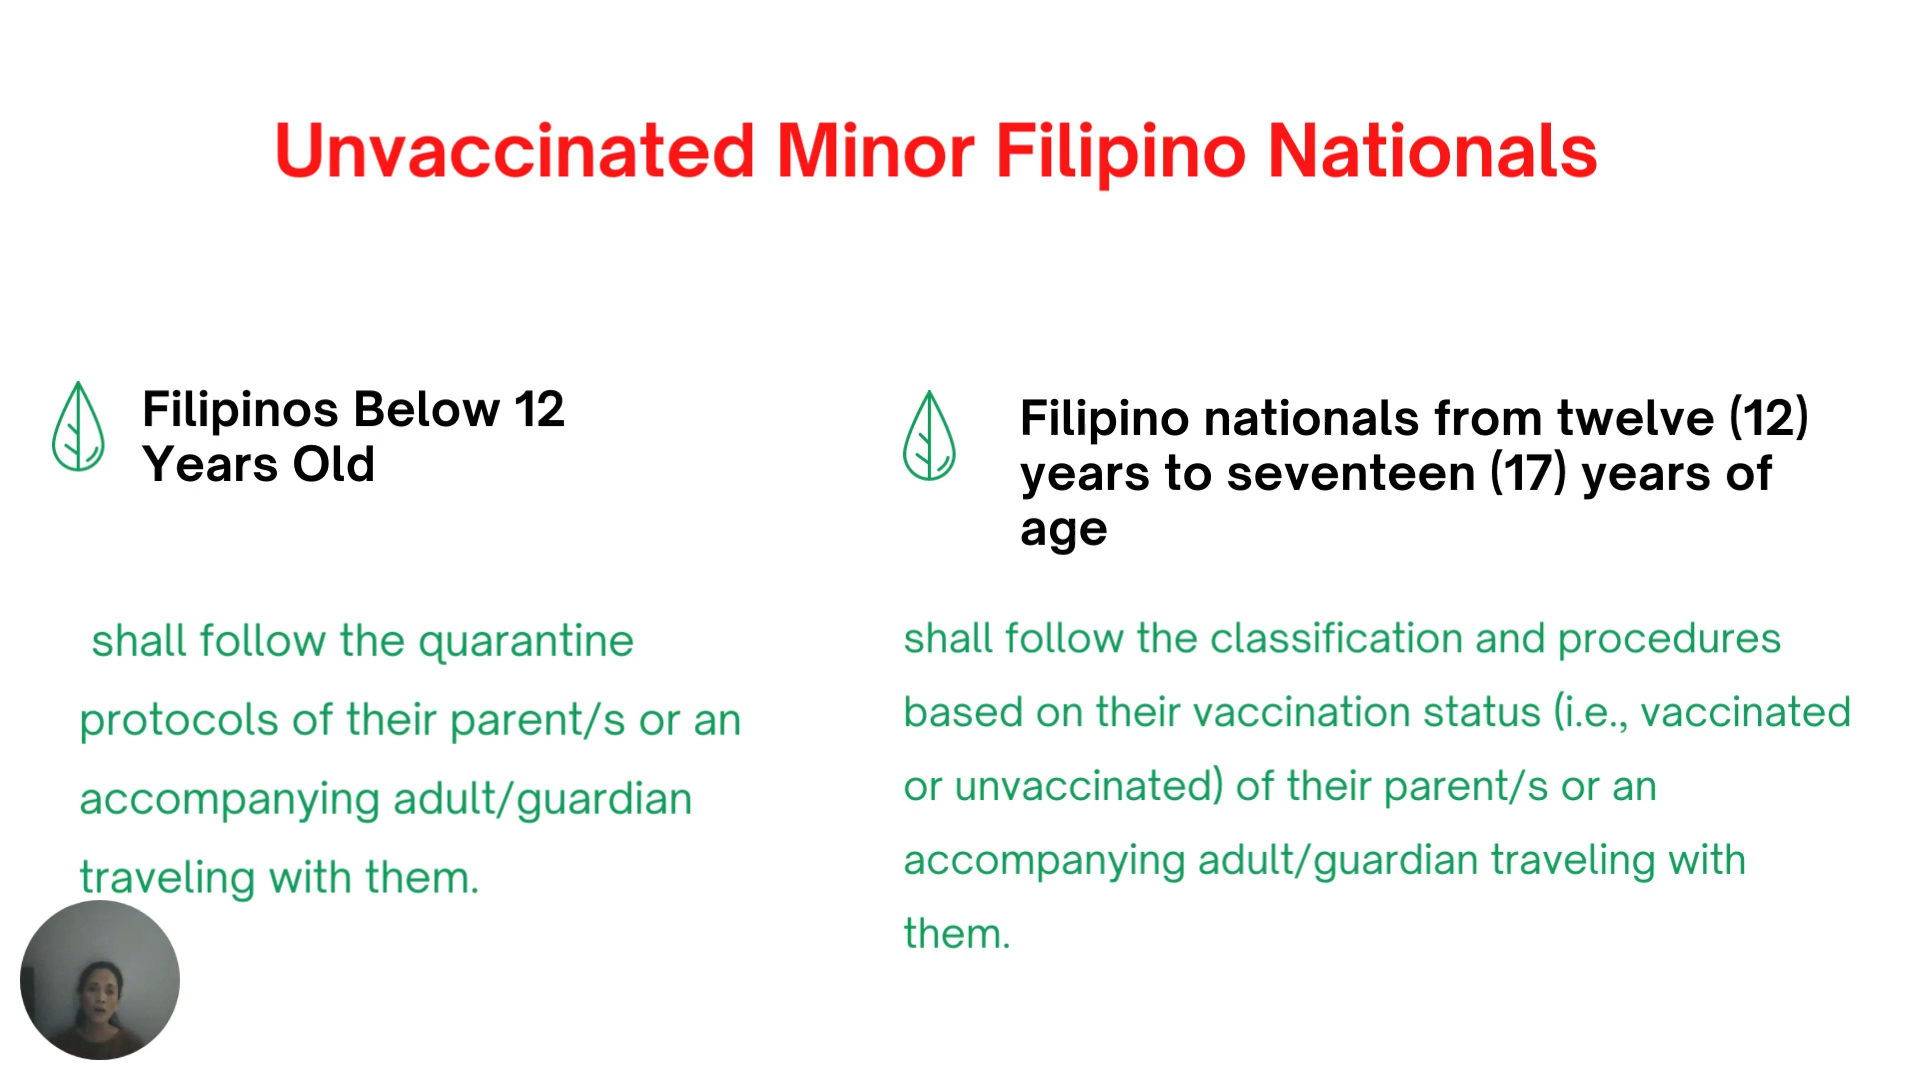 Unvaccinated Minor Filipino Nationals
Filipinos Below 12
Years Old
shall follow the quarantine
protocols of their parent/s or an
accompanying adult/guardian
traveling with them.
Filipino nationals from twelve (12)
years to seventeen (17) years of
age
shall follow the classification and procedures
based on their vaccination status (i.e., vaccinated
or unvaccinated) of their parent/s or an
accompanying adult/guardian traveling with
them.